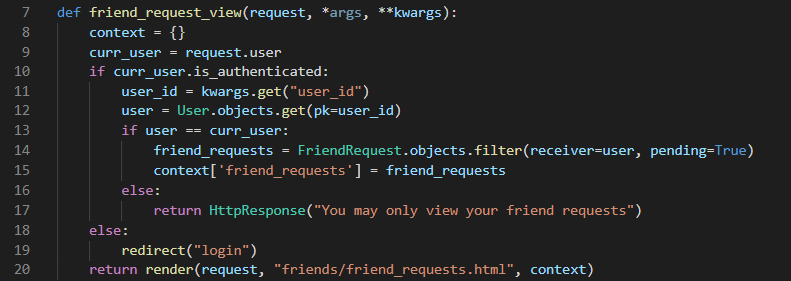 7 def friend_request_view(request, *args, **kwargs):
8     context = {}
9     curr_user = request.user
10     if curr_user.is_authenticated:
11         user_id = kwargs.get("user_id")
12         user = User.objects.get(pk=user_id)
13         if user == curr_user:
14             friend_requests = FriendRequest.objects.filter(receiver=user, pending=True)
15             context['friend_requests'] = friend_requests
16         else:
17             return HttpResponse("You may only view your friend requests")
18     else:
19         redirect("login")
20     return render(request, "friends/friend_requests.html", context)